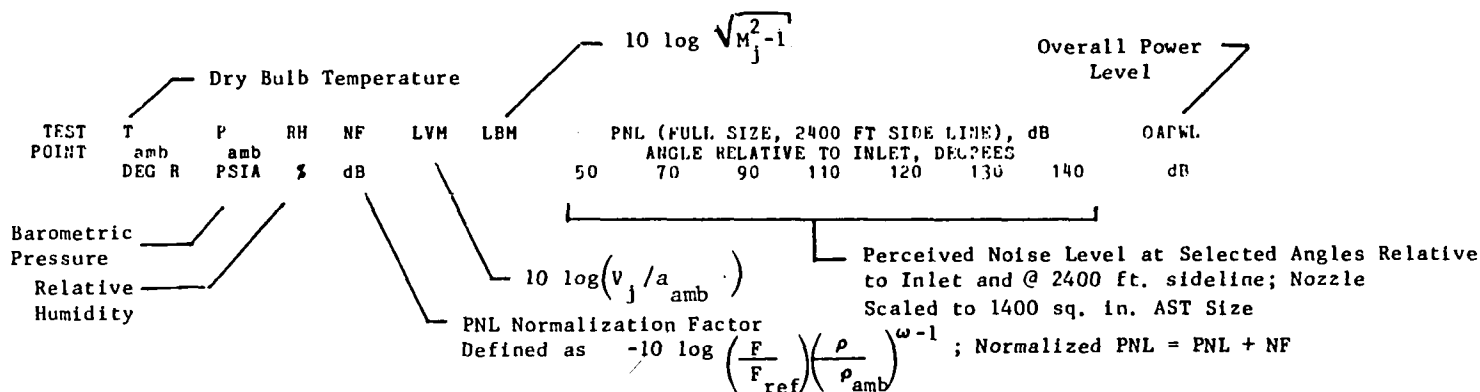 10 log √(M_j^2-1)
Overall Power
Level
Dry Bulb Temperature
TEST T P RH NF LVM LBM PNL (FULL SIZE, 2400 FT SIDE LINE), dB OAPWL
POINT amb amb ANGLE RELATIVE TO INLET, DEGREES
DEG R PSIA % dB 50 70 90 110 120 130 140 dB
Barometric
Pressure
Relative
Humidity
Perceived Noise Level at Selected Angles Relative
to Inlet and @ 2400 ft. sideline; Nozzle
Scaled to 1400 sq. in. AST Size
10 log(V_j/a_amb)
PNL Normalization Factor
Defined as -10 log (F/F_ref)(ρ/ρ_amb)^ω-1 ; Normalized PNL = PNL + NF